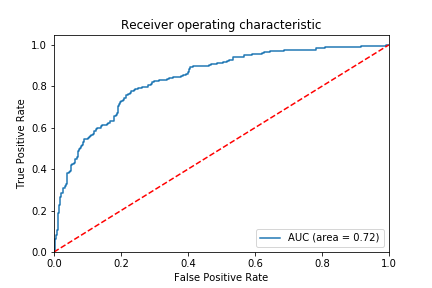 Receiver operating characteristic
1.0
0.8
0.6
0.4
0.2
0.0
True Positive Rate
AUC (area = 0.72)
0.0 0.2 0.4 0.6 0.8 1.0
False Positive Rate